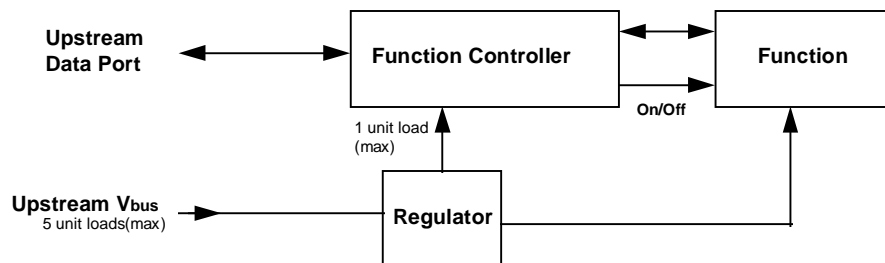 Upstream
Data Port
Function Controller
Function
On/Off
1 unit load
(max)
Upstream Vbus
5 unit loads(max)
Regulator